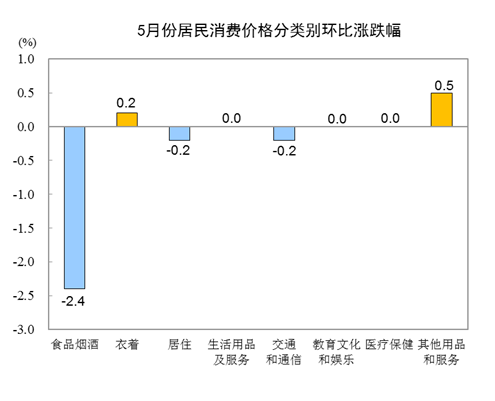 5月份居民消费价格分类别环比涨跌幅
(%)
1.0
0.5
0.0
-0.5
-1.0
-1.5
-2.0
-2.5
-3.0
-2.4
0.2
-0.2
0.0
-0.2
0.0
0.0
0.5
食品烟酒
衣着
居住
生活用品
及服务
交通
和通信
教育文化
和娱乐
医疗保健
其他用品
和服务